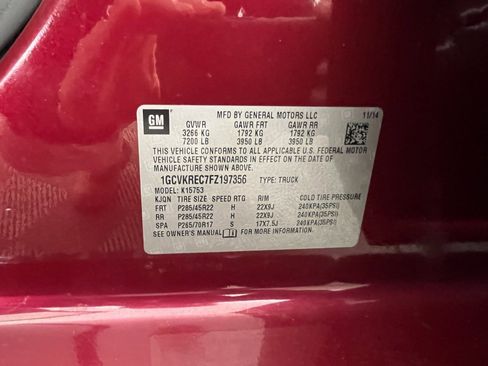 GM
MFD BY GENERAL MOTORS LLC 11/14
GVWR GAWR FRT GAWR RR
3266 KG 1792 KG 1792 KG
7200 LB 3950 LB 3950 LB
THIS VEHICLE CONFORMS TO ALL APPLICABLE U.S. FEDERAL MOTOR
VEHICLE SAFETY STANDARDS IN EFFECT ON THE DATE OF
MANUFACTURE SHOWN ABOVE.
1GCVKREC7FZ197356 TYPE: TRUCK
MODEL: K15753
KJQN TIRE SIZE SPEED RTG RIM COLD TIRE PRESSURE
FRT P285/45R22 H 22X9J 240KPA(35PSI)
RR P285/45R22 H 22X9J 240KPA(35PSI)
SPA P265/70R17 S 17X7.5J 240KPA(35PSI)
SEE OWNER'S MANUAL FOR MORE INFORMATION.